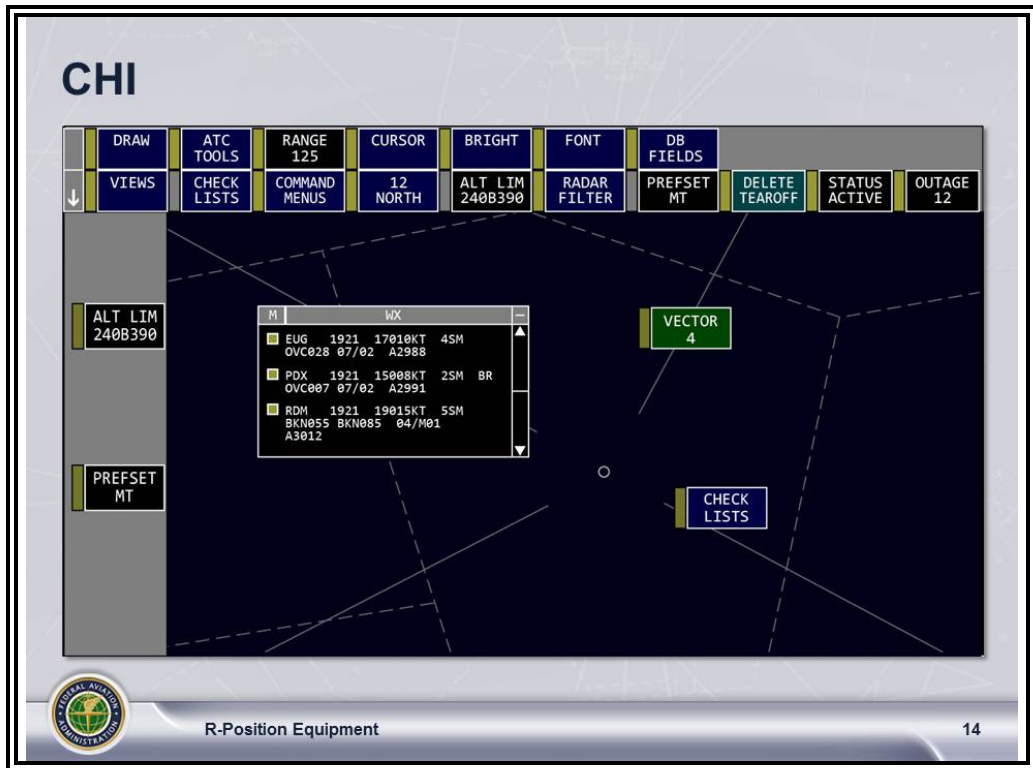 CHI
DRAW
ATC
TOOLS
RANGE
125
CURSOR
BRIGHT
FONT
DB
FIELDS
↓
VIEWS
CHECK
LISTS
COMMAND
MENUS
12
NORTH
ALT LIM
240B390
RADAR
FILTER
PREFSET
MT
DELETE
TEAROFF
STATUS
ACTIVE
OUTAGE
12
ALT LIM
240B390
PREFSET
MT
M WX –
EUG 1921 17010KT 4SM
OVC028 07/02 A2988
PDX 1921 15008KT 2SM BR
OVC007 07/02 A2991
RDM 1921 19015KT 5SM
BKN055 BKN085 04/M01
A3012
VECTOR
4
CHECK
LISTS
FEDERAL AVIATION
ADMINISTRATION
R-Position Equipment
14